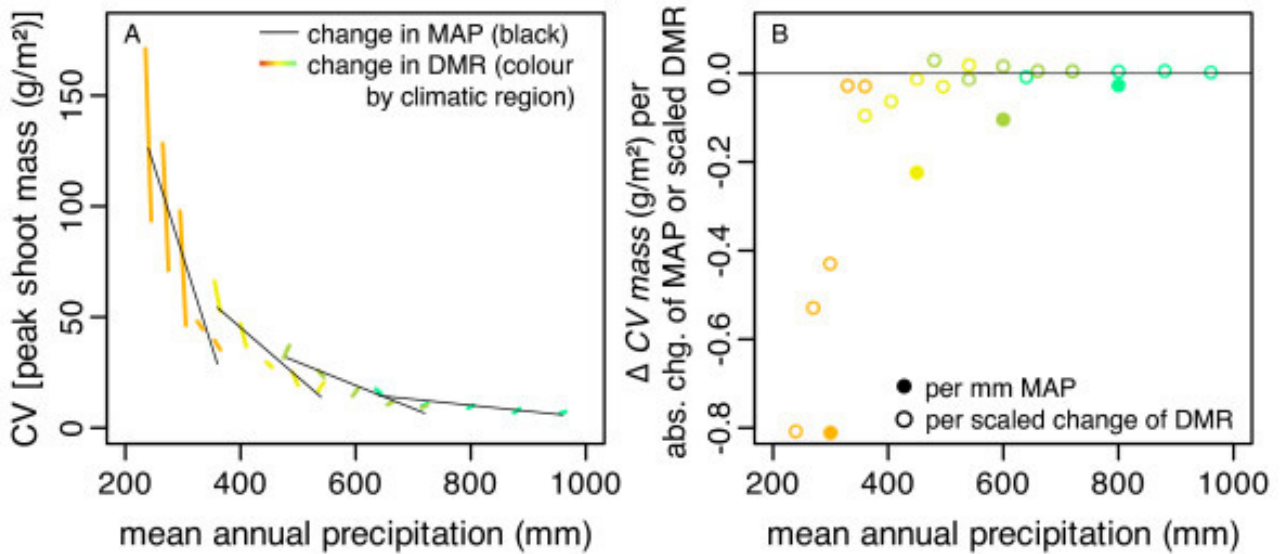 A
change in MAP (black)
change in DMR (colour
by climatic region)
CV [peak shoot mass (g/m²)]
150
100
50
0
200 400 600 800 1000
mean annual precipitation (mm)
B
Δ CV mass (g/m²) per
abs. chg. of MAP or scaled DMR
0.0
-0.2
-0.4
-0.6
-0.8
per mm MAP
per scaled change of DMR
200 400 600 800 1000
mean annual precipitation (mm)